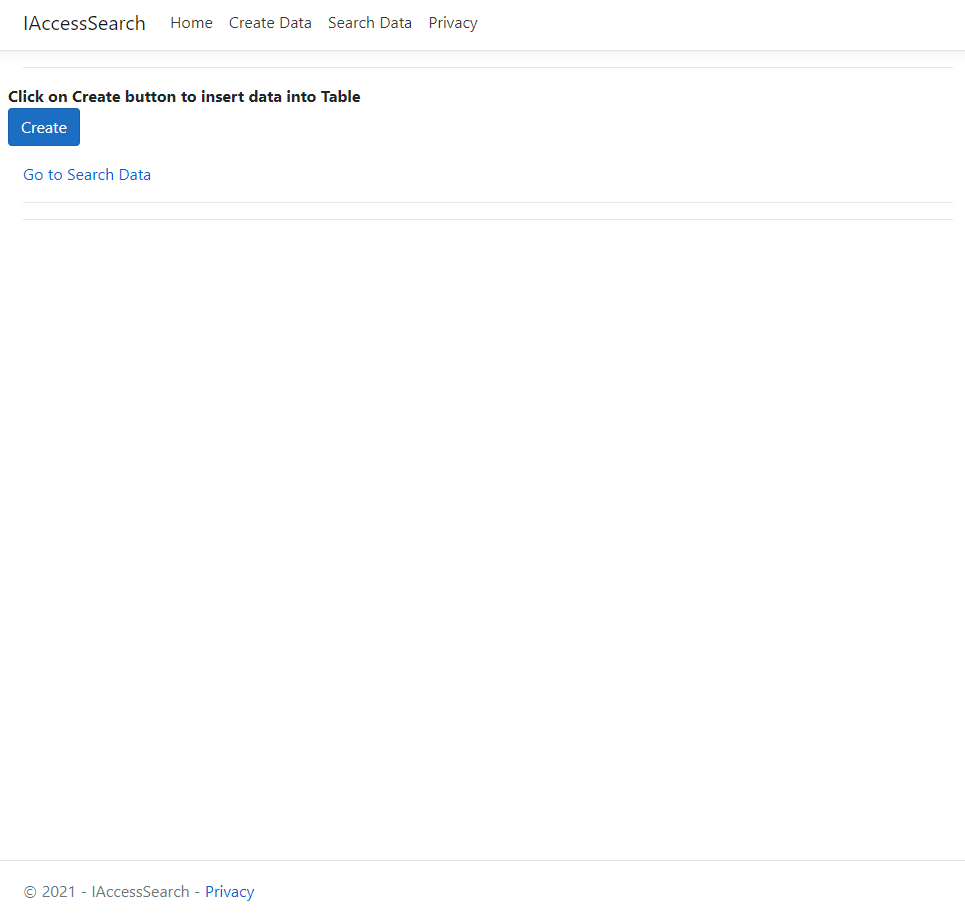 IAccessSearch Home Create Data Search Data Privacy
Click on Create button to insert data into Table
Create
Go to Search Data
© 2021 - IAccessSearch - Privacy